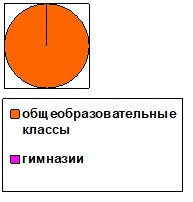 общеобразовательные
классы
гимназии